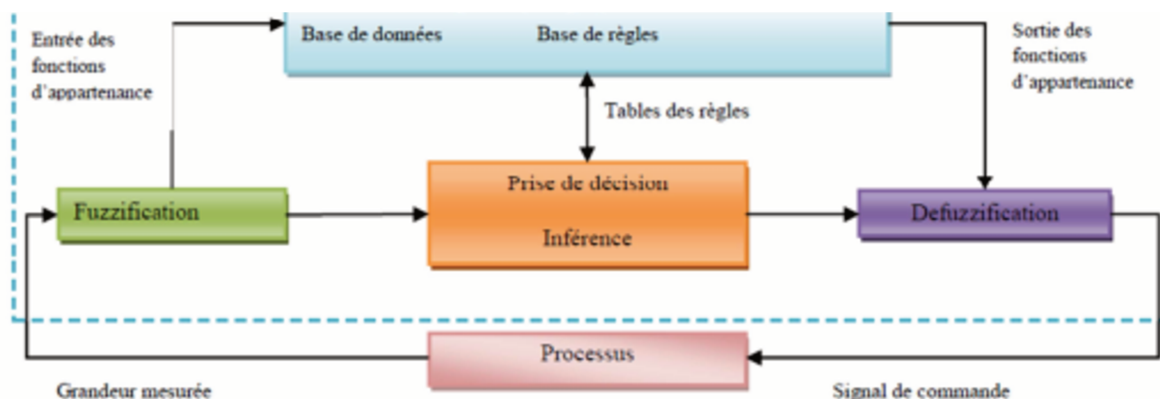 Entrée des
fonctions
d'appartenance
Base de données
Base de règles
Sortie des
fonctions
d'appartenance
Tables des règles
Prise de décision
Inférence
Fuzzification
Defuzzification
Processus
Grandeur mesurée
Signal de commande